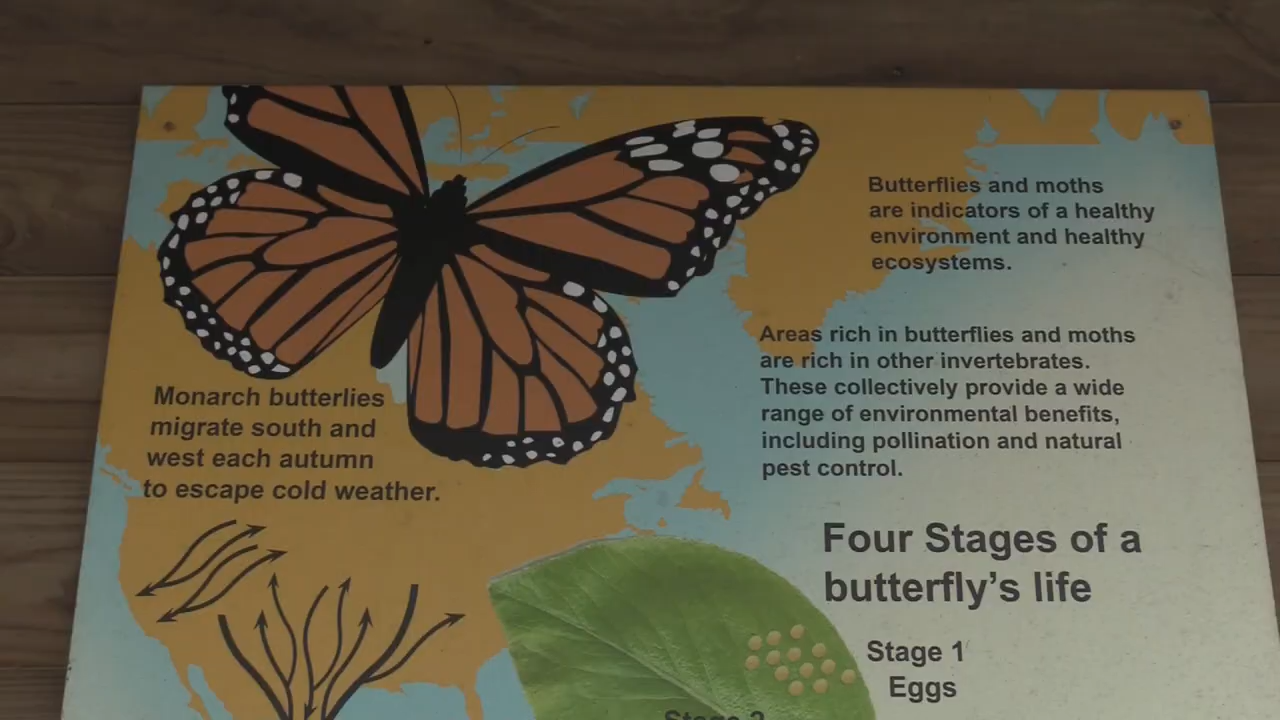 Butterflies and moths
are indicators of a healthy
environment and healthy
ecosystems.
Areas rich in butterflies and moths
are rich in other invertebrates.
These collectively provide a wide
range of environmental benefits,
including pollination and natural
pest control.
Monarch butterlies
migrate south and
west each autumn
to escape cold weather.
Four Stages of a
butterfly's life
Stage 1
Eggs
Stage 2